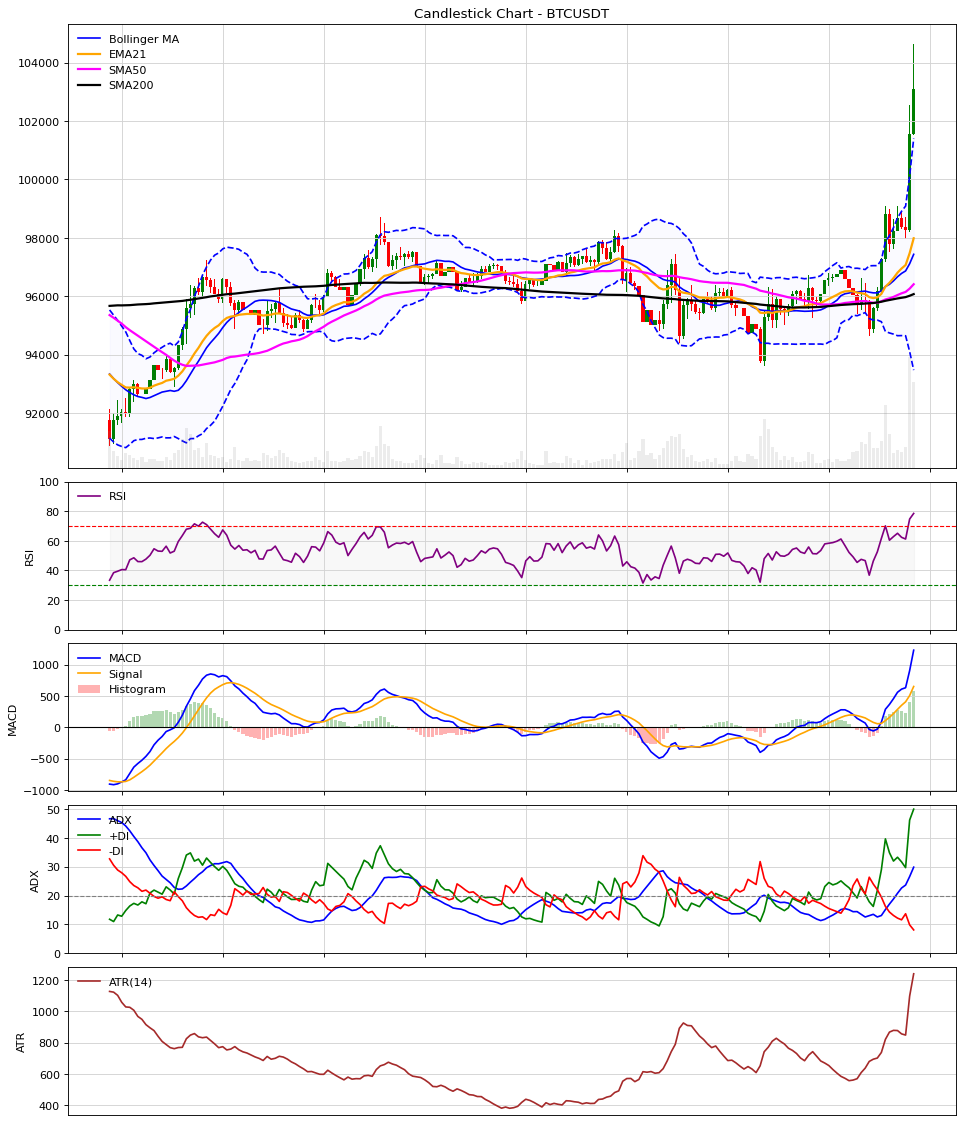 Candlestick Chart - BTCUSDT
Bollinger MA
EMA21
SMA50
SMA200
104000
102000
100000
98000
96000
94000
92000
RSI
100
80
60
40
20
0
RSI
MACD
Signal
Histogram
1000
500
0
−500
−1000
MACD
ADX
+DI
-DI
50
40
30
20
10
0
ADX
ATR(14)
1200
1000
800
600
400
ATR